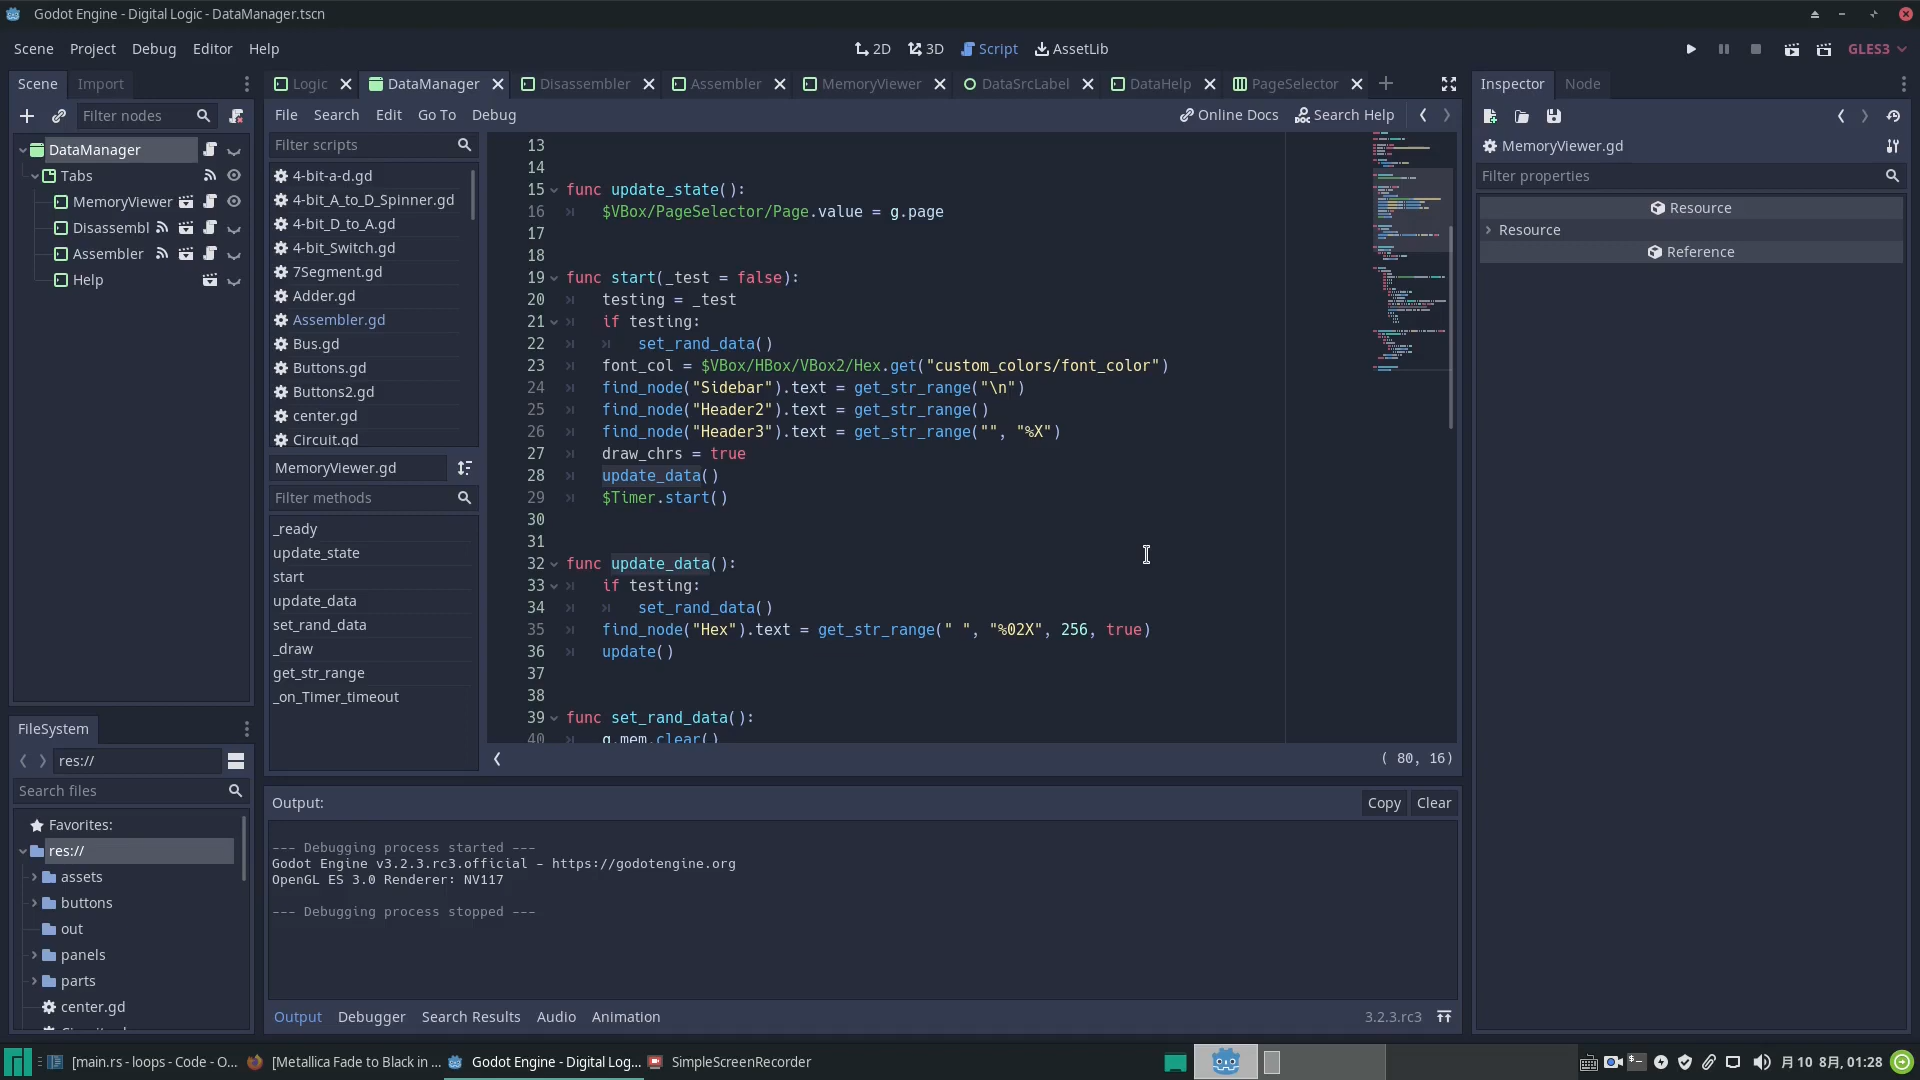 Godot Engine - Digital Logic - DataManager.tscn
Scene Project Debug Editor Help
2D 3D Script AssetLib
GLES3
Scene Import
Filter nodes
DataManager
Tabs
MemoryViewer
Disassembl
Assembler
Help
FileSystem
res://
Search files
Favorites:
res://
assets
buttons
out
panels
parts
center.gd
Logic DataManager Disassembler Assembler MemoryViewer DataSrcLabel DataHelp PageSelector
File Search Edit Go To Debug
Online Docs Search Help
Filter scripts
4-bit-a-d.gd
4-bit_A_to_D_Spinner.gd
4-bit_D_to_A.gd
4-bit_Switch.gd
7Segment.gd
Adder.gd
Assembler.gd
Bus.gd
Buttons.gd
Buttons2.gd
center.gd
Circuit.gd
MemoryViewer.gd
Filter methods
_ready
update_state
start
update_data
set_rand_data
_draw
get_str_range
_on_Timer_timeout
13
14
15 func update_state():
16 $VBox/PageSelector/Page.value = g.page
17
18
19 func start(_test = false):
20 testing = _test
21 if testing:
22 set_rand_data()
23 font_col = $VBox/HBox/VBox2/Hex.get("custom_colors/font_color")
24 find_node("Sidebar").text = get_str_range("\n")
25 find_node("Header2").text = get_str_range()
26 find_node("Header3").text = get_str_range("", "%X")
27 draw_chrs = true
28 update_data()
29 $Timer.start()
30
31
32 func update_data():
33 if testing:
34 set_rand_data()
35 find_node("Hex").text = get_str_range(" ", "%02X", 256, true)
36 update()
37
38
39 func set_rand_data():
40 g.mem.clear()
( 80, 16)
Output:
Copy Clear
--- Debugging process started ---
Godot Engine v3.2.3.rc3.official - https://godotengine.org
OpenGL ES 3.0 Renderer: NV117
--- Debugging process stopped ---
Output Debugger Search Results Audio Animation
3.2.3.rc3
Inspector Node
MemoryViewer.gd
Filter properties
Resource
Resource
Reference
[main.rs - loops - Code - O... [Metallica Fade to Black in ... Godot Engine - Digital Log... SimpleScreenRecorder
月10 8月, 01:28